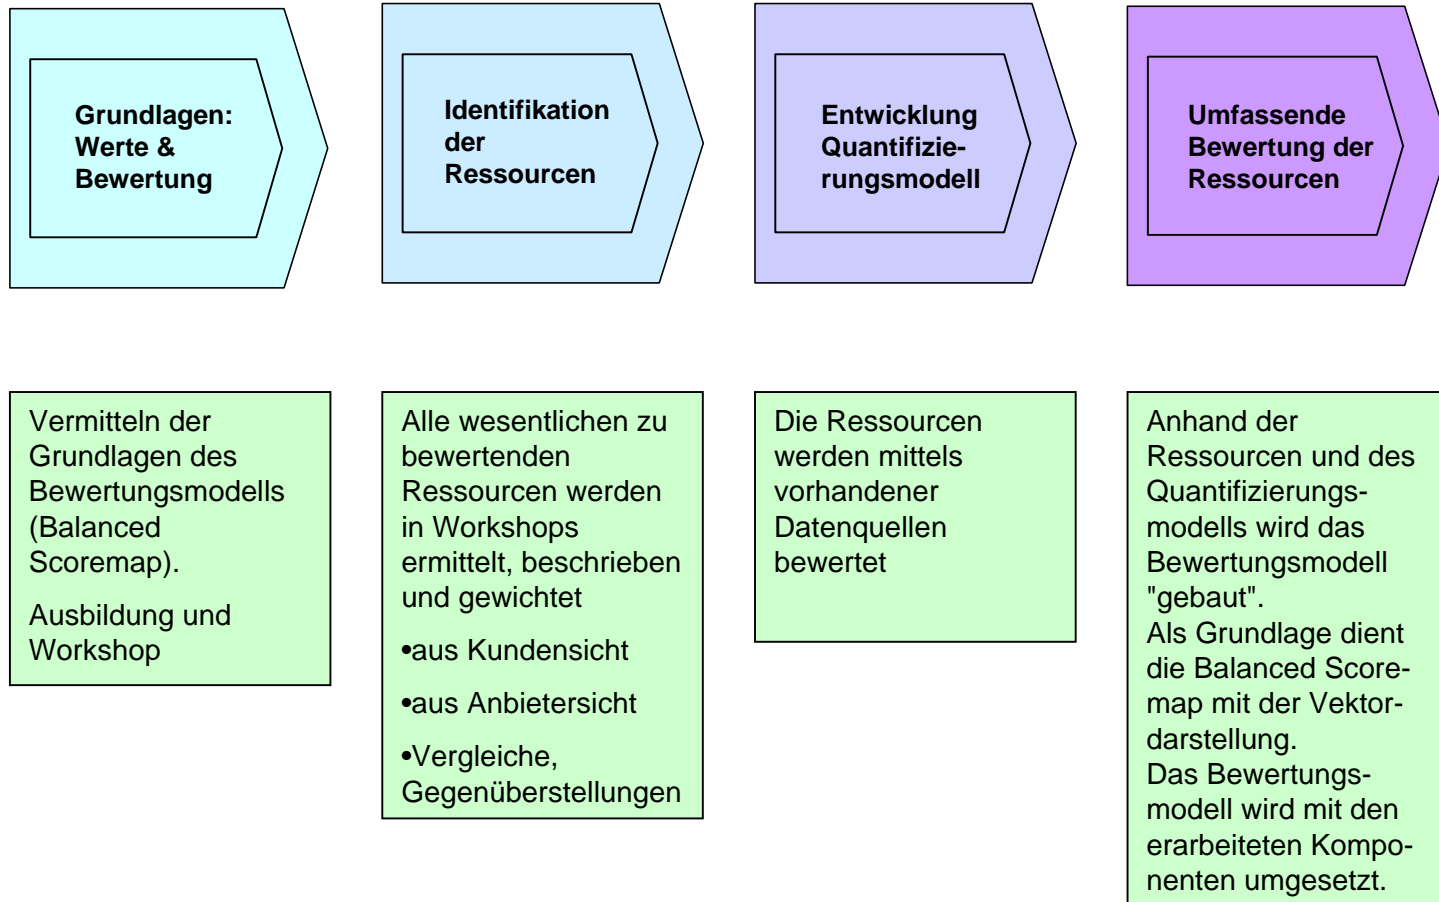 Grundlagen:
Werte &
Bewertung
Identifikation
der
Ressourcen
Entwicklung
Quantifizie-
rungsmodell
Umfassende
Bewertung der
Ressourcen
Vermitteln der
Grundlagen des
Bewertungsmodells
(Balanced
Scoremap).
Ausbildung und
Workshop
Alle wesentlichen zu
bewertenden
Ressourcen werden
in Workshops
ermittelt, beschrieben
und gewichtet
•aus Kundensicht
•aus Anbietersicht
•Vergleiche,
Gegenüberstellungen
Die Ressourcen
werden mittels
vorhandener
Datenquellen
bewertet
Anhand der
Ressourcen und des
Quantifizierungs-
modells wird das
Bewertungsmodell
"gebaut".
Als Grundlage dient
die Balanced Score-
map mit der Vektor-
darstellung.
Das Bewertungs-
modell wird mit den
erarbeiteten Kompo-
nenten umgesetzt.